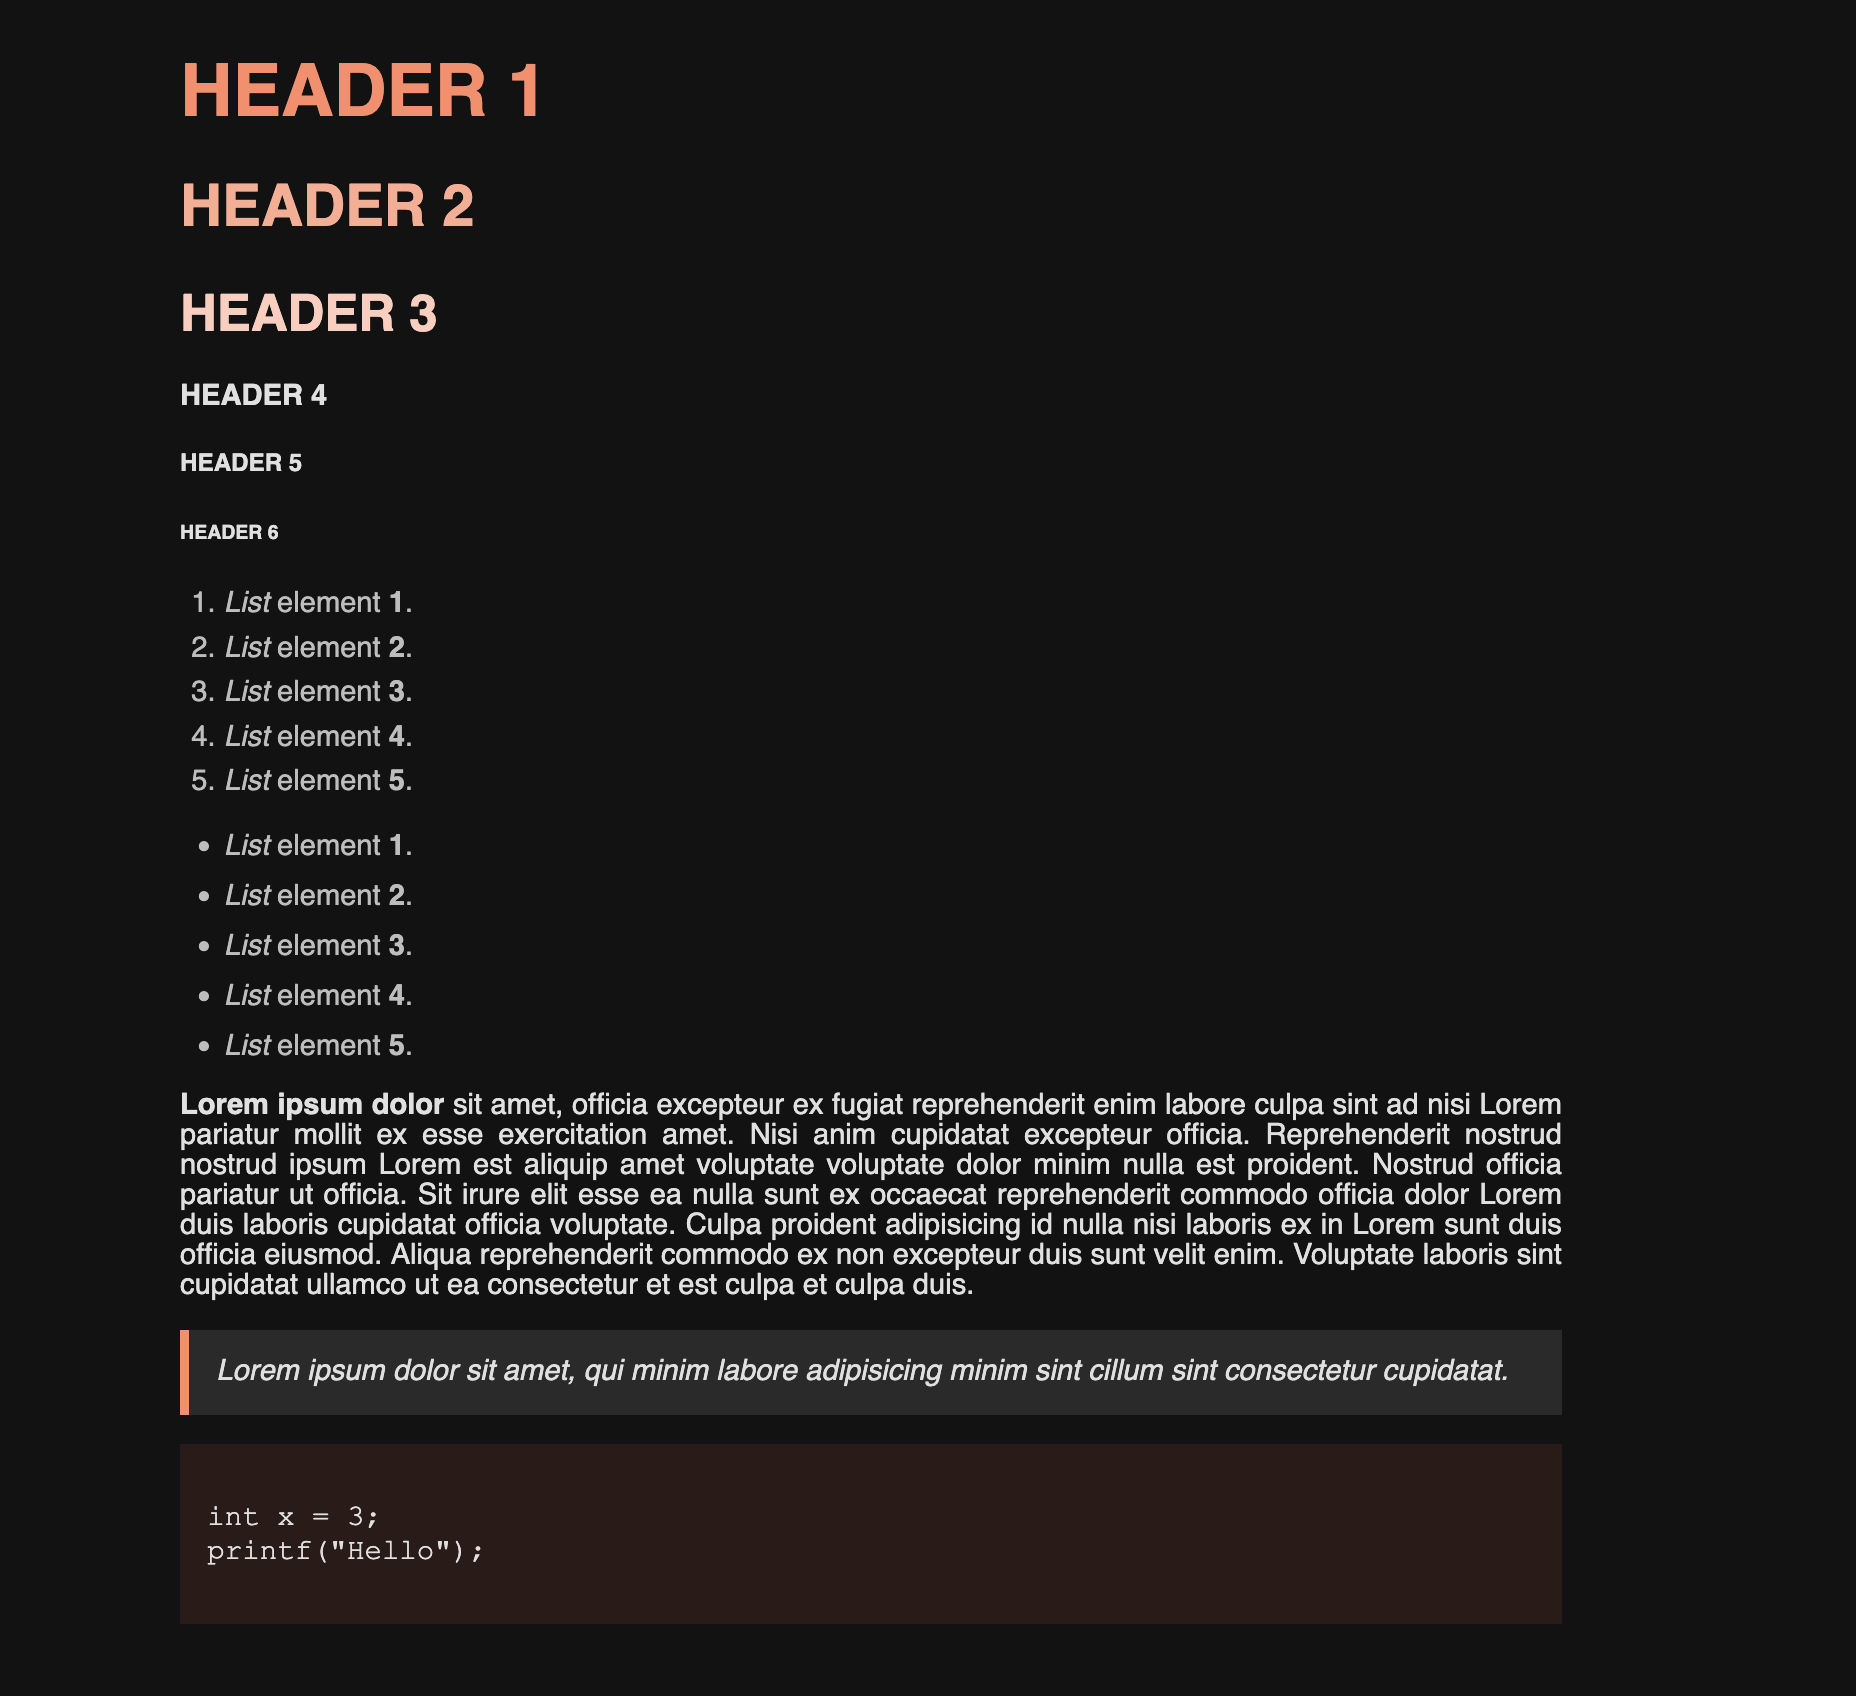 HEADER 1
HEADER 2
HEADER 3
HEADER 4
HEADER 5
HEADER 6
1. List element 1.
2. List element 2.
3. List element 3.
4. List element 4.
5. List element 5.
• List element 1.
• List element 2.
• List element 3.
• List element 4.
• List element 5.
Lorem ipsum dolor sit amet, officia excepteur ex fugiat reprehenderit enim labore culpa sint ad nisi Lorem
pariatur mollit ex esse exercitation amet. Nisi anim cupidatat excepteur officia. Reprehenderit nostrud
nostrud ipsum Lorem est aliquip amet voluptate voluptate dolor minim nulla est proident. Nostrud officia
pariatur ut officia. Sit irure elit esse ea nulla sunt ex occaecat reprehenderit commodo officia dolor Lorem
duis laboris cupidatat officia voluptate. Culpa proident adipisicing id nulla nisi laboris ex in Lorem sunt duis
officia eiusmod. Aliqua reprehenderit commodo ex non excepteur duis sunt velit enim. Voluptate laboris sint
cupidatat ullamco ut ea consectetur et est culpa et culpa duis.
Lorem ipsum dolor sit amet, qui minim labore adipisicing minim sint cillum sint consectetur cupidatat.
int x = 3;
printf("Hello");